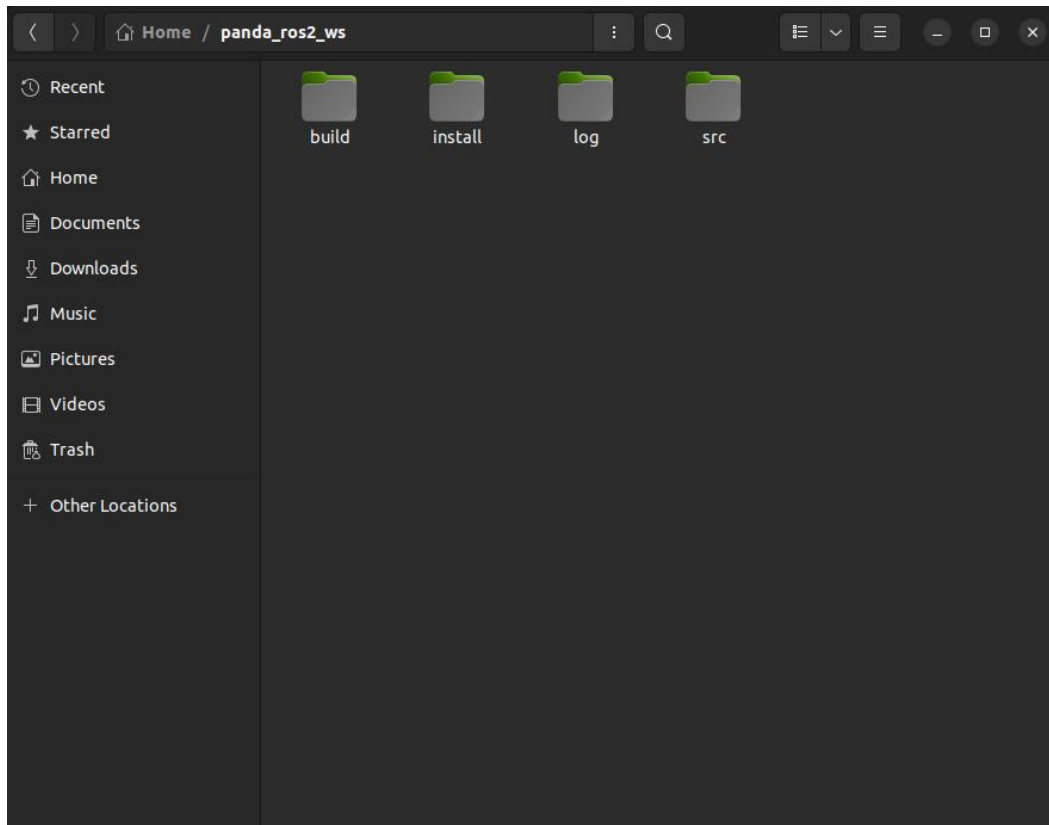 Home / panda_ros2_ws
Recent
Starred
Home
Documents
Downloads
Music
Pictures
Videos
Trash
+ Other Locations
build install log src